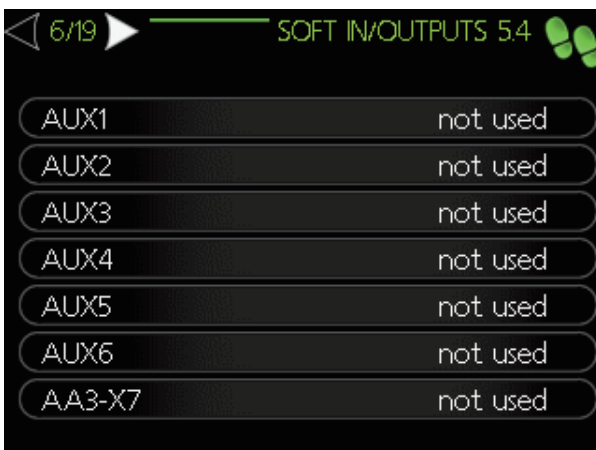 6/19 SOFT IN/OUTPUTS 5.4
AUX1 not used
AUX2 not used
AUX3 not used
AUX4 not used
AUX5 not used
AUX6 not used
AA3-X7 not used